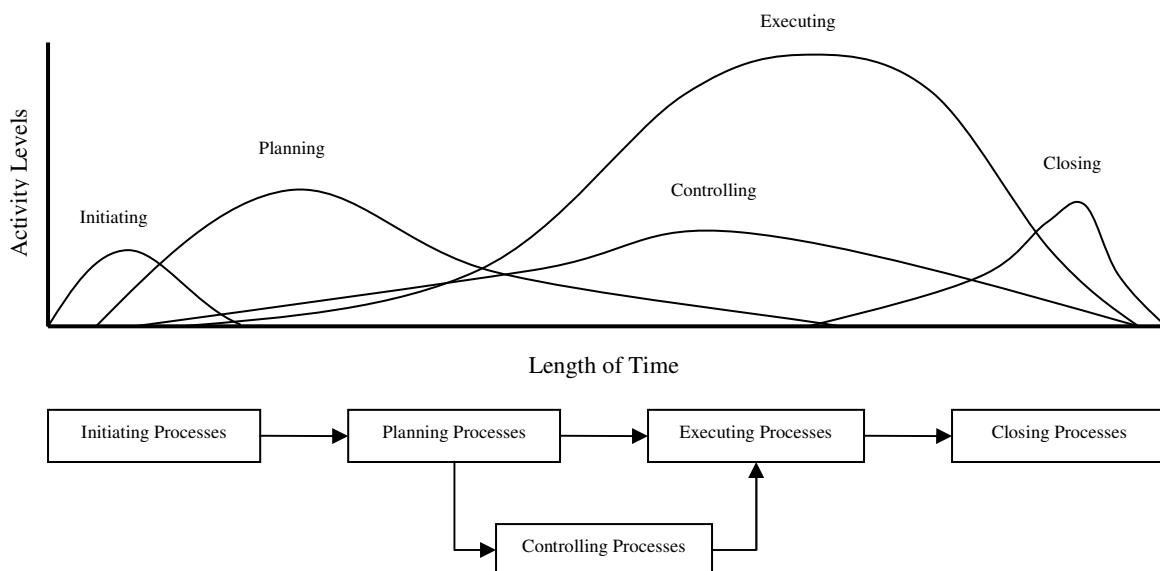 Executing
Planning
Closing
Controlling
Initiating
Activity Levels
Length of Time
Initiating Processes
Planning Processes
Executing Processes
Closing Processes
Controlling Processes